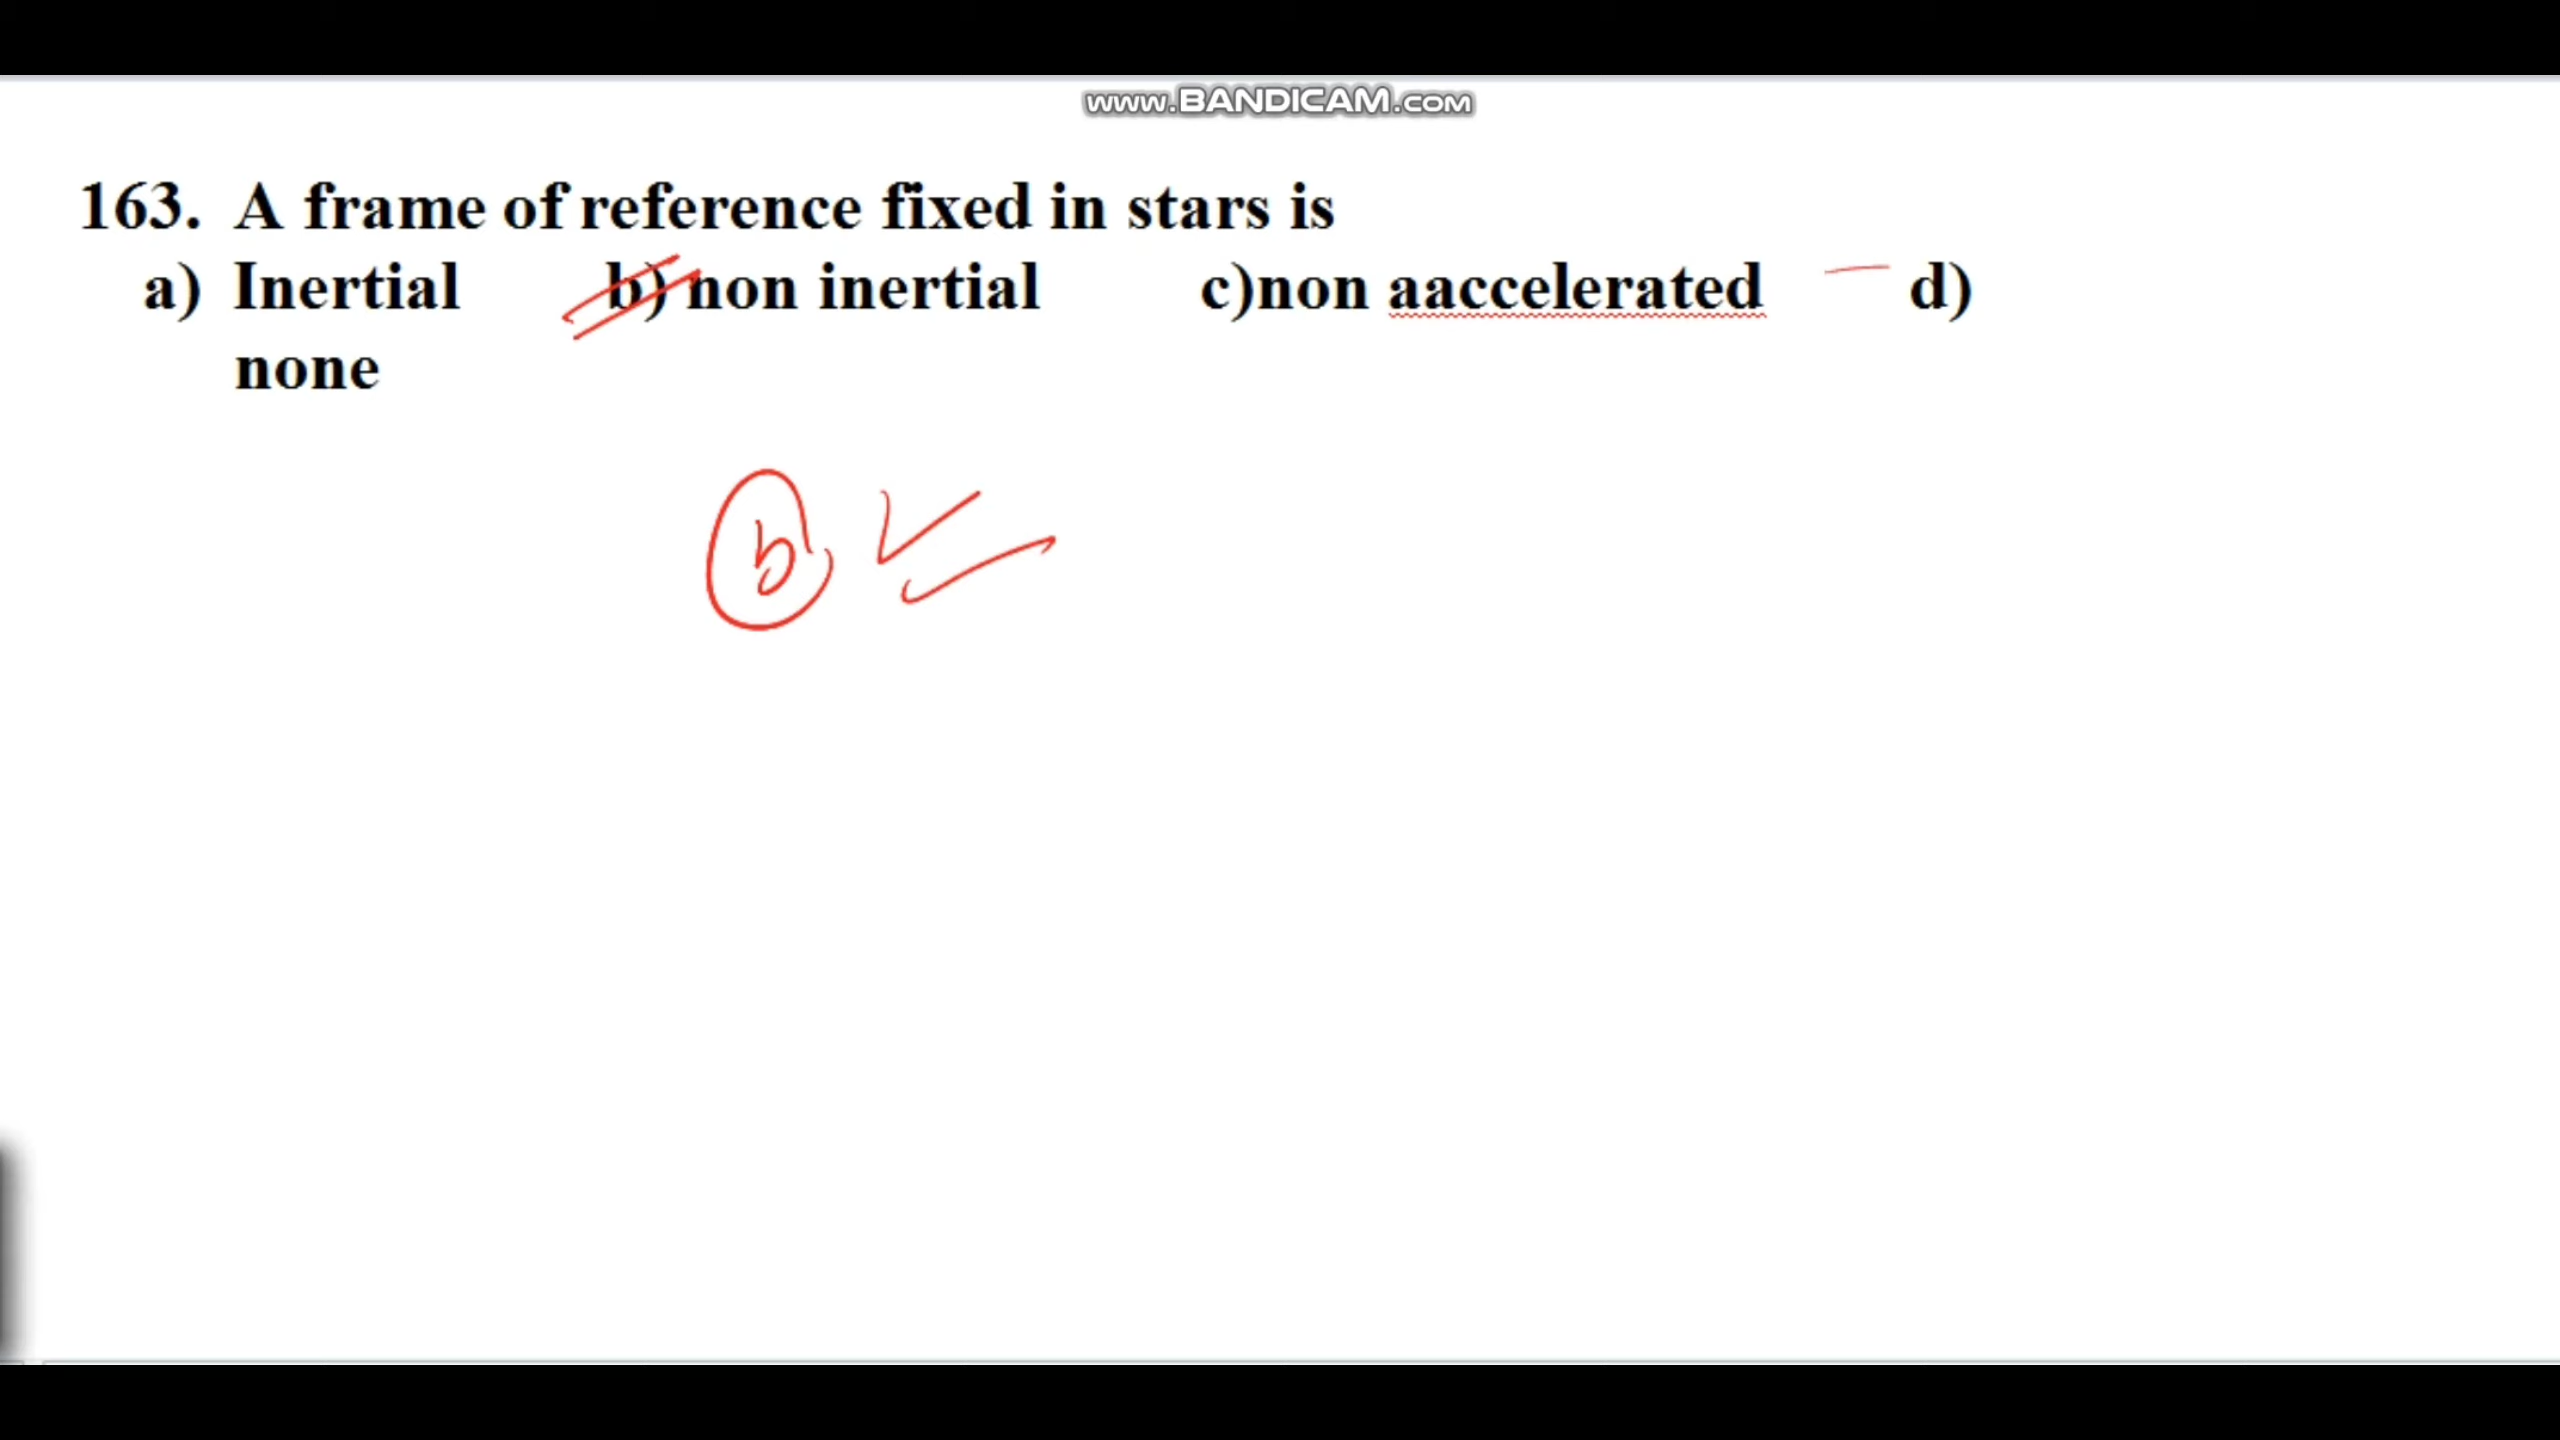 www.BANDICAM.com
163. A frame of reference fixed in stars is
a) Inertial b) non inertial c)non aaccelerated d)
none
b